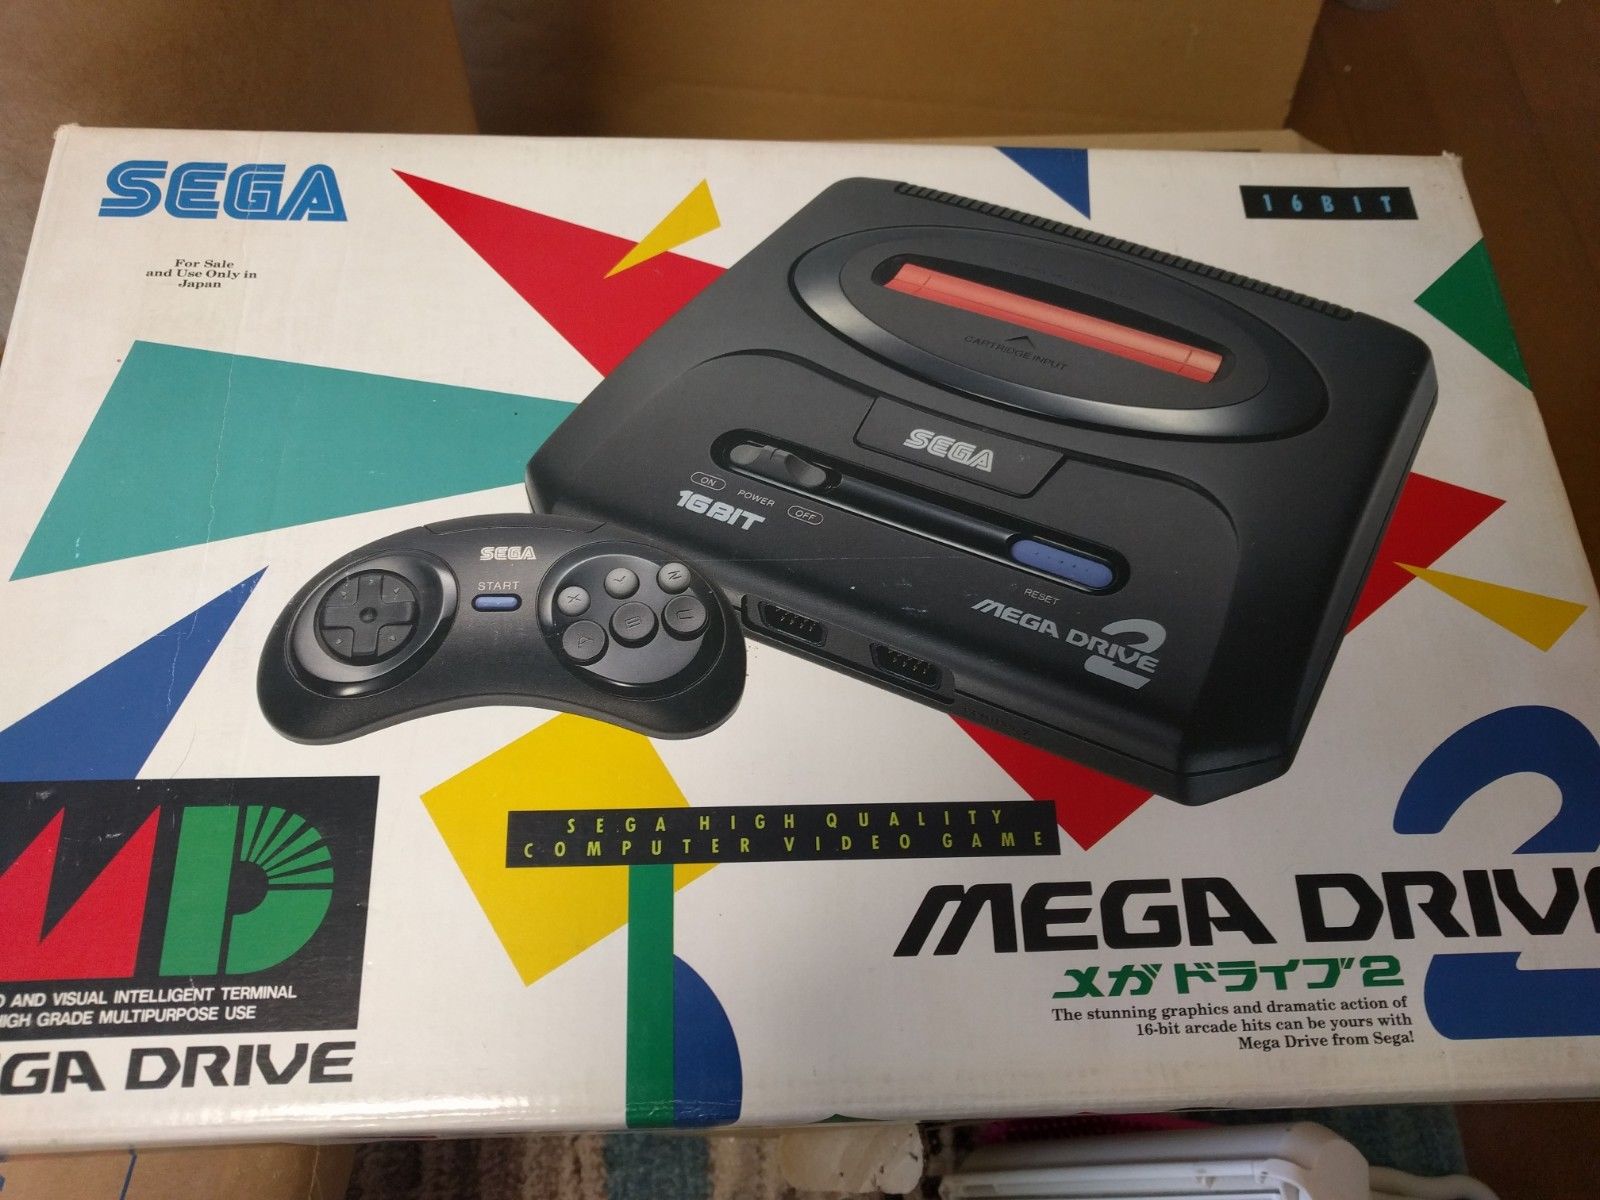 SEGA
16BIT
For Sale
and Use Only in
Japan
CARTRIDGE INPUT
SEGA
ON POWER OFF
16BIT
RESET
MEGA DRIVE 2
SEGA
START
X Y Z
A B C
SEGA HIGH QUALITY
COMPUTER VIDEO GAME
MD
AND VISUAL INTELLIGENT TERMINAL
HIGH GRADE MULTIPURPOSE USE
GA DRIVE
MEGA DRIVE 2
メガドライブ2
The stunning graphics and dramatic action of
16-bit arcade hits can be yours with
Mega Drive from Sega!